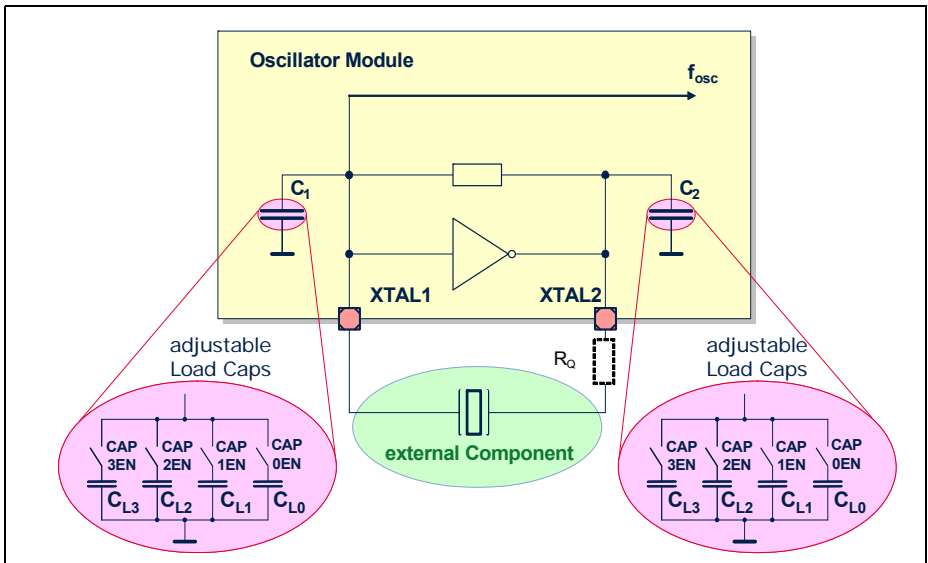 Oscillator Module
fosc
C1
C2
XTAL1
XTAL2
adjustable
Load Caps
RQ
adjustable
Load Caps
external Component
CAP
3EN
CAP
2EN
CAP
1EN
CAP
0EN
CL3
CL2
CL1
CL0
CAP
3EN
CAP
2EN
CAP
1EN
CAP
0EN
CL3
CL2
CL1
CL0